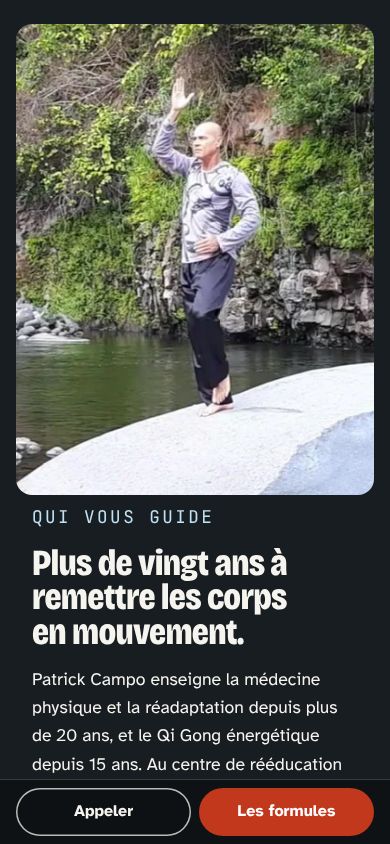 QUI VOUS GUIDE
Plus de vingt ans à
remettre les corps
en mouvement.
Patrick Campo enseigne la médecine
physique et la réadaptation depuis plus
de 20 ans, et le Qi Gong énergétique
depuis 15 ans. Au centre de rééducation
Appeler
Les formules